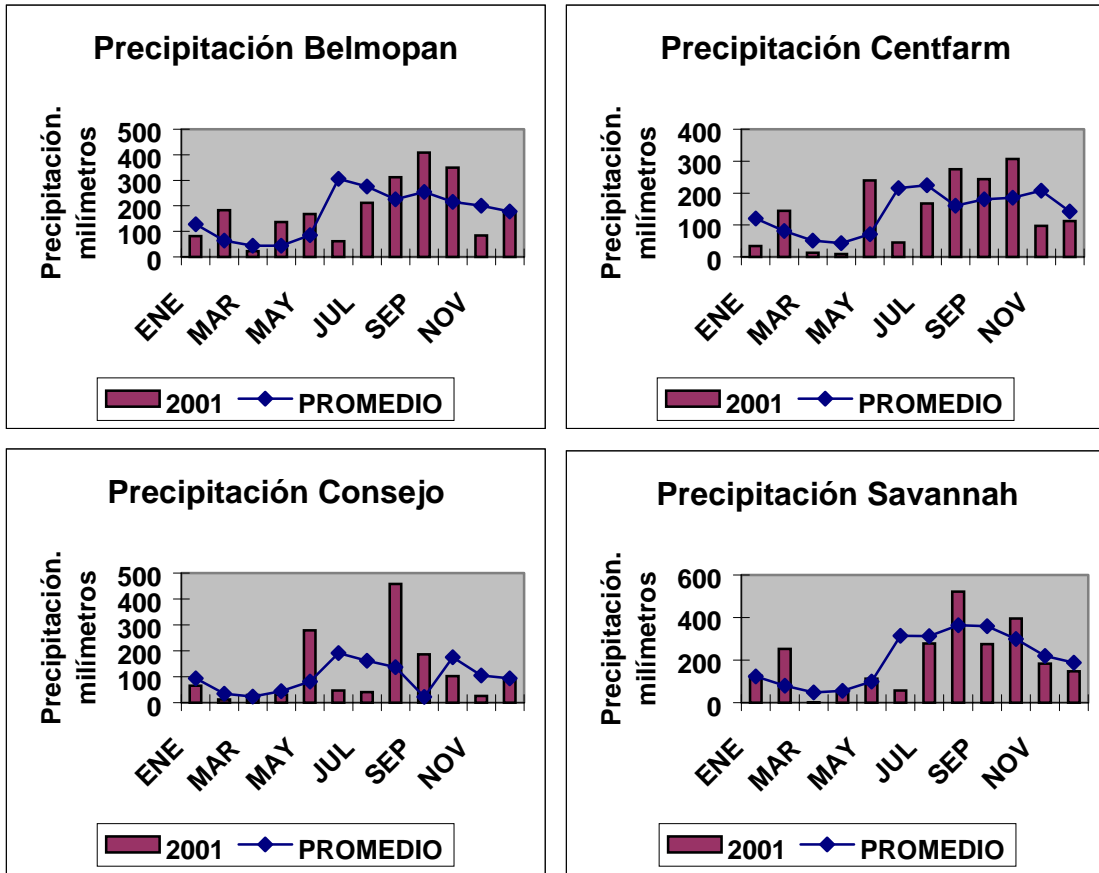 Precipitación Belmopan
Precipitación.
milímetros
500
400
300
200
100
0
ENE
MAR
MAY
JUL
SEP
NOV
2001
PROMEDIO
Precipitación Centfarm
Precipitación.
milímetros
400
300
200
100
0
ENE
MAR
MAY
JUL
SEP
NOV
2001
PROMEDIO
Precipitación Consejo
Precipitación.
milímetros
500
400
300
200
100
0
ENE
MAR
MAY
JUL
SEP
NOV
2001
PROMEDIO
Precipitación Savannah
Precipitación.
milímetros
600
400
200
0
ENE
MAR
MAY
JUL
SEP
NOV
2001
PROMEDIO